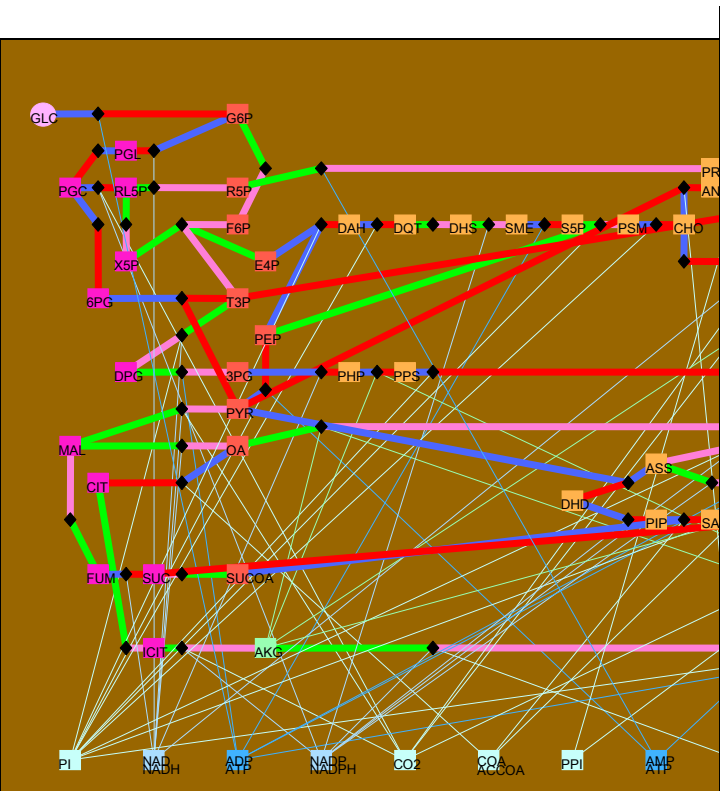 GLC
G6P
PGL
PGC
RL5P
R5P
PR
AN
F6P
DAH
DQT
DHS
SME
S5P
PSM
CHO
X5P
E4P
6PG
T3P
PEP
DPG
3PG
PHP
PPS
PYR
MAL
OA
ASS
CIT
DHD
PIP
SA
FUM
SUC
SUCOA
ICIT
AKG
PI
NAD
NADH
ADP
ATP
NADP
NADPH
CO2
COA
ACCOA
PPI
AMP
ATP